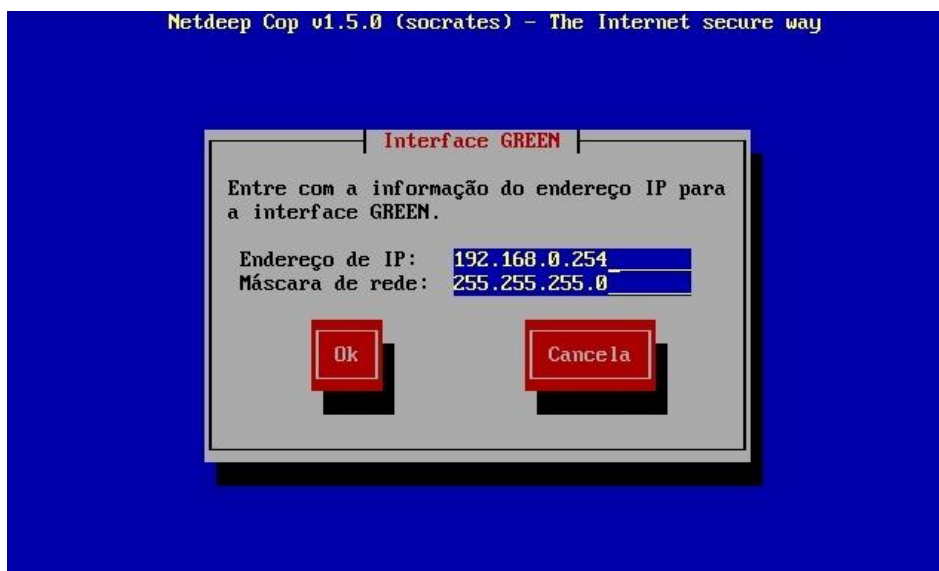 Netdeep Cop v1.5.0 (socrates) - The Internet secure way
Interface GREEN
Entre com a informação do endereço IP para
a interface GREEN.
Endereço de IP: 192.168.0.254
Máscara de rede: 255.255.255.0
Ok Cancela